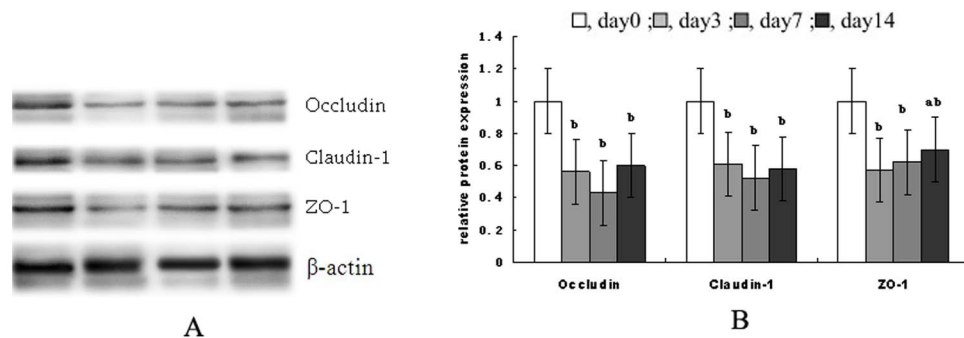 Occludin
Claudin-1
ZO-1
β-actin
A
, day0 ; , day3 ; , day7 ; , day14
relative protein expression
1.4
1.2
1
0.8
0.6
0.4
0.2
0
b b b
b b b
b b ab
Occludin Claudin-1 ZO-1
B